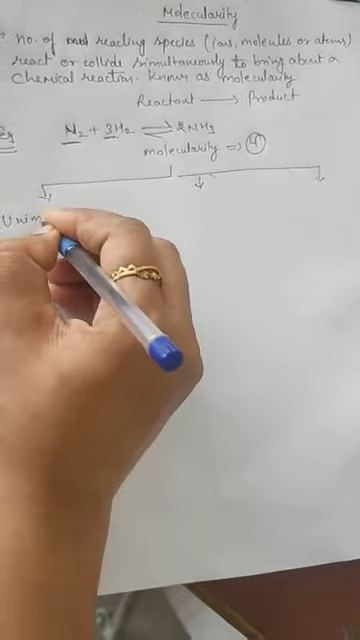 Molecularity
No. of reacting species (ions, molecules or atoms)
react or collide simultaneously to bring about a
chemical reaction. Known as molecularity
Reactant ⟶ Product
Eg N₂ + 3H₂ ⇌ 2NH₃
molecularity ⇒ 4
Unim